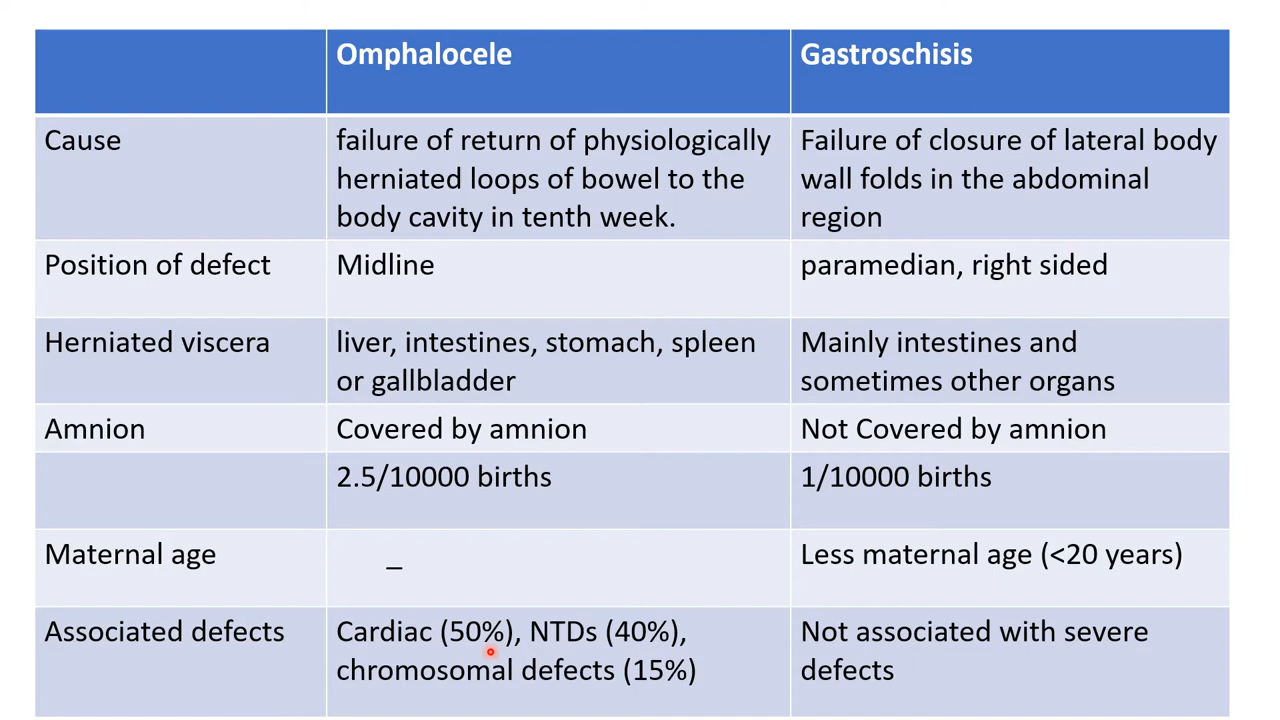 Omphalocele
Gastroschisis
Cause
failure of return of physiologically
herniated loops of bowel to the
body cavity in tenth week.
Failure of closure of lateral body
wall folds in the abdominal
region
Position of defect
Midline
paramedian, right sided
Herniated viscera
liver, intestines, stomach, spleen
or gallbladder
Mainly intestines and
sometimes other organs
Amnion
Covered by amnion
Not Covered by amnion
2.5/10000 births
1/10000 births
Maternal age
_
Less maternal age (<20 years)
Associated defects
Cardiac (50%), NTDs (40%),
chromosomal defects (15%)
Not associated with severe
defects